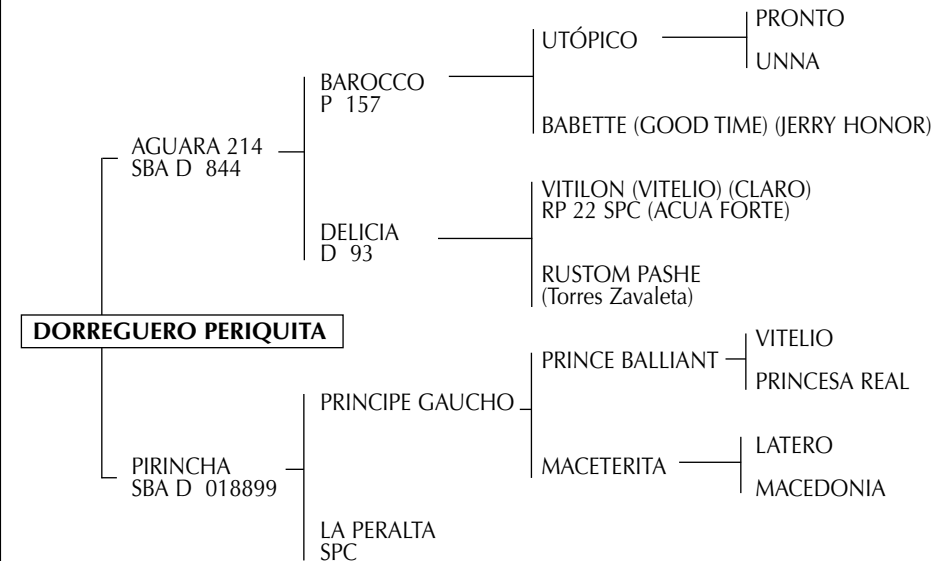 PRONTO
UTÓPICO
UNNA
BAROCCO
P 157
BABETTE (GOOD TIME) (JERRY HONOR)
AGUARA 214
SBA D 844
VITILON (VITELIO) (CLARO)
RP 22 SPC (ACUA FORTE)
DELICIA
D 93
RUSTOM PASHE
(Torres Zavaleta)
DORREGUERO PERIQUITA
VITELIO
PRINCE BALLIANT
PRINCESA REAL
PRINCIPE GAUCHO
LATERO
MACETERITA
MACEDONIA
PIRINCHA
SBA D 018899
LA PERALTA
SPC